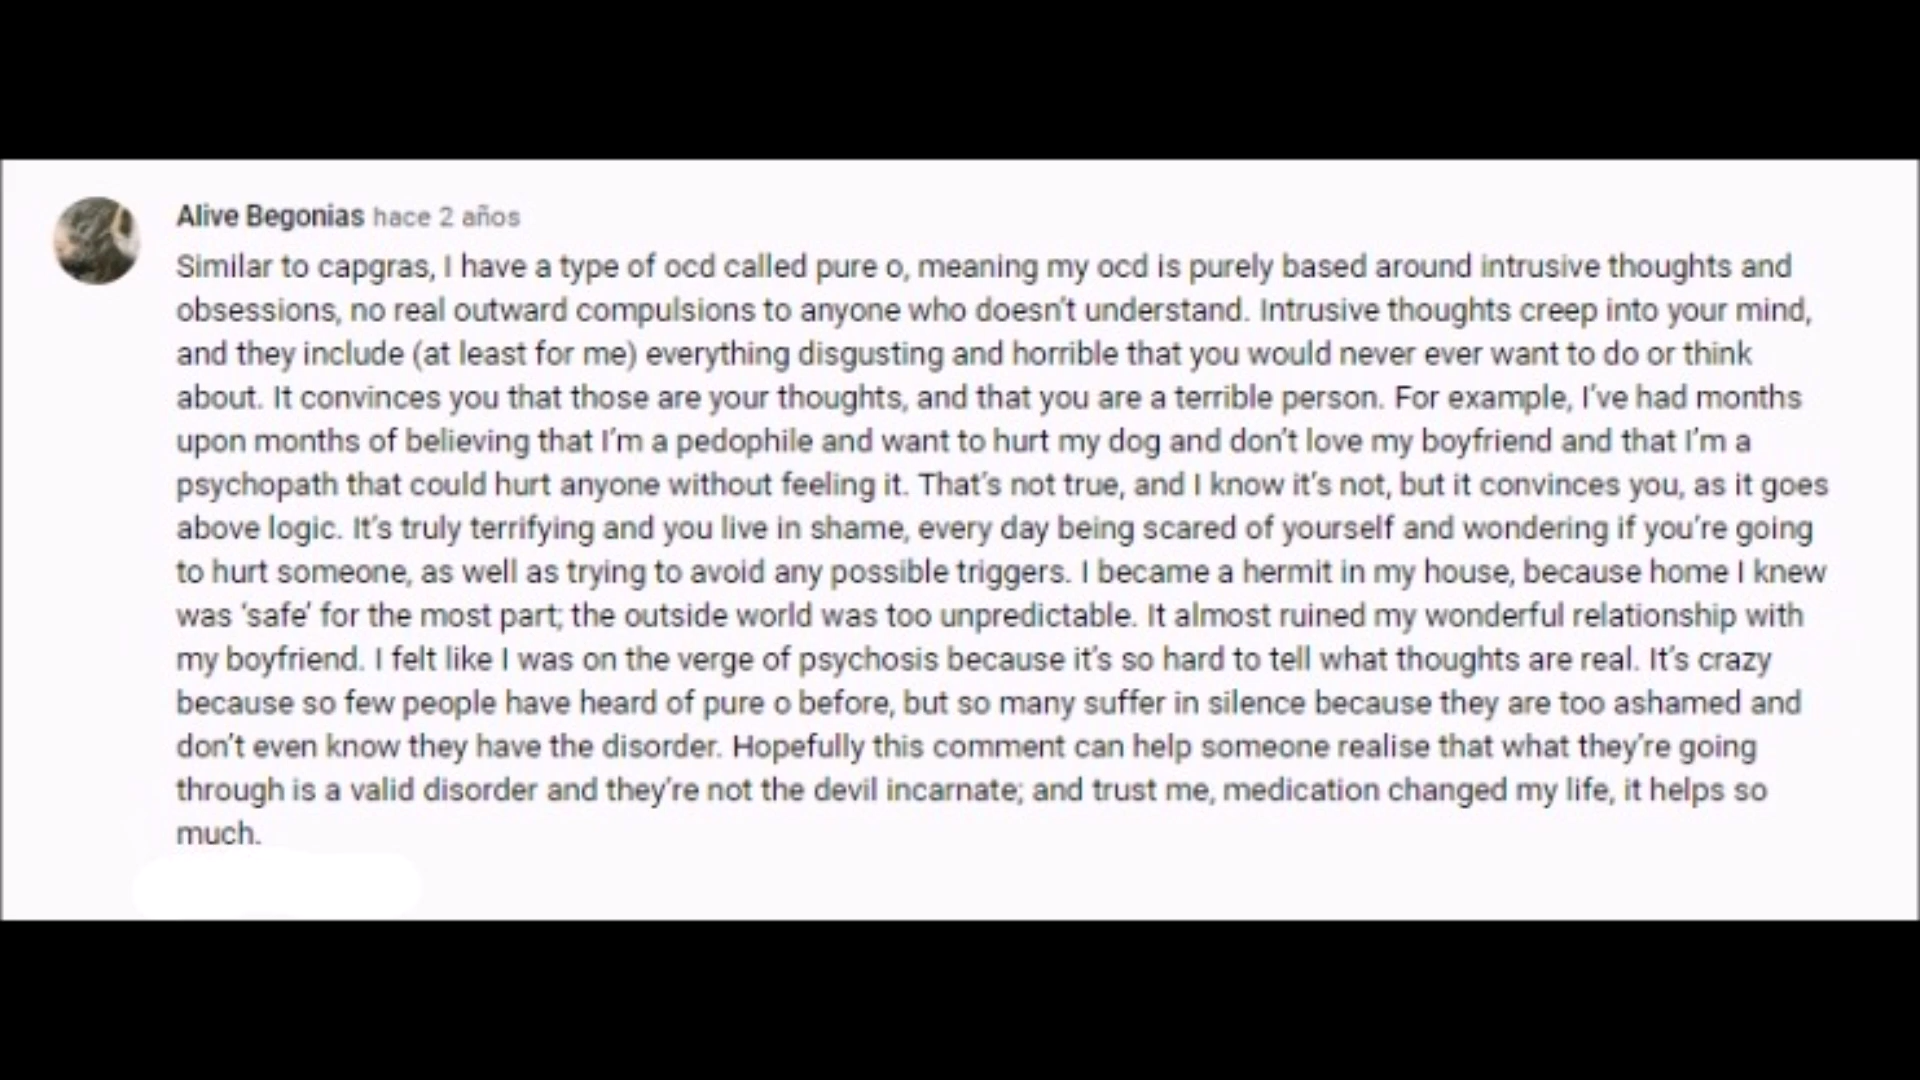 Alive Begonias hace 2 años
Similar to capgras, I have a type of ocd called pure o, meaning my ocd is purely based around intrusive thoughts and
obsessions, no real outward compulsions to anyone who doesn’t understand. Intrusive thoughts creep into your mind,
and they include (at least for me) everything disgusting and horrible that you would never ever want to do or think
about. It convinces you that those are your thoughts, and that you are a terrible person. For example, I’ve had months
upon months of believing that I’m a pedophile and want to hurt my dog and don’t love my boyfriend and that I’m a
psychopath that could hurt anyone without feeling it. That’s not true, and I know it’s not, but it convinces you, as it goes
above logic. It’s truly terrifying and you live in shame, every day being scared of yourself and wondering if you’re going
to hurt someone, as well as trying to avoid any possible triggers. I became a hermit in my house, because home I knew
was ‘safe’ for the most part; the outside world was too unpredictable. It almost ruined my wonderful relationship with
my boyfriend. I felt like I was on the verge of psychosis because it’s so hard to tell what thoughts are real. It’s crazy
because so few people have heard of pure o before, but so many suffer in silence because they are too ashamed and
don’t even know they have the disorder. Hopefully this comment can help someone realise that what they’re going
through is a valid disorder and they’re not the devil incarnate; and trust me, medication changed my life, it helps so
much.